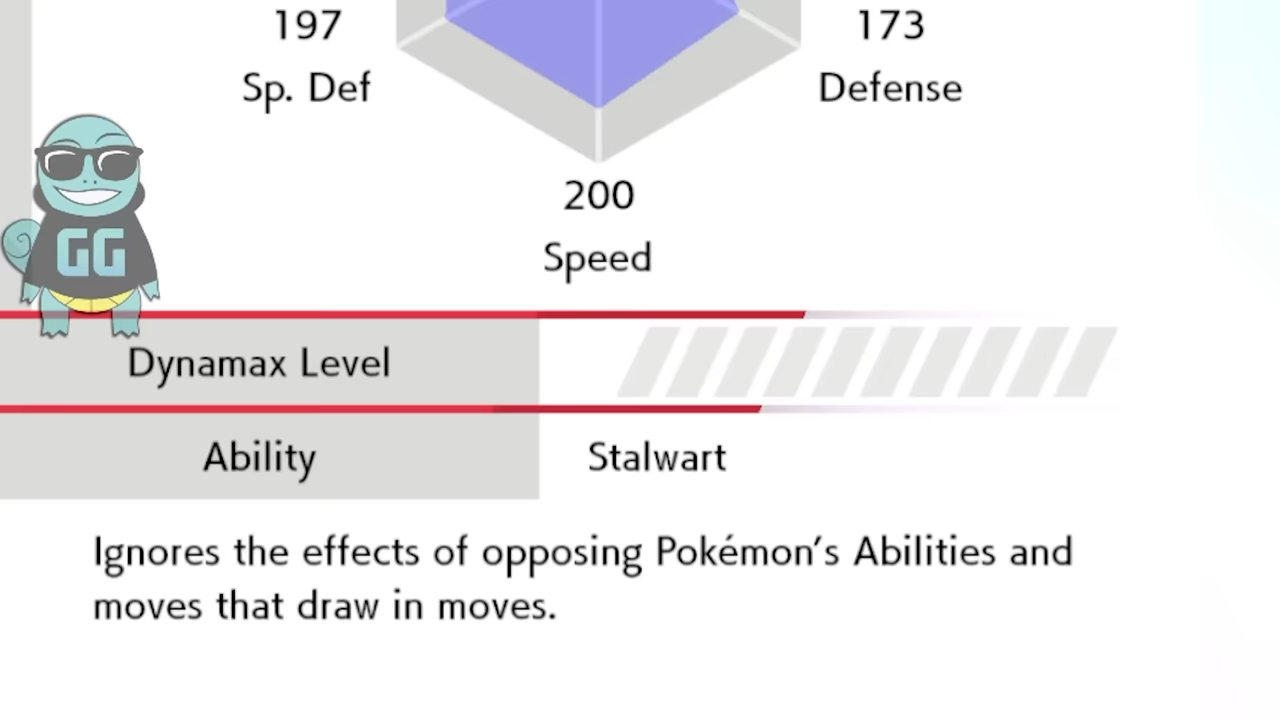 197
173
Sp. Def
Defense
200
Speed
GG
Dynamax Level
Ability
Stalwart
Ignores the effects of opposing Pokémon's Abilities and
moves that draw in moves.